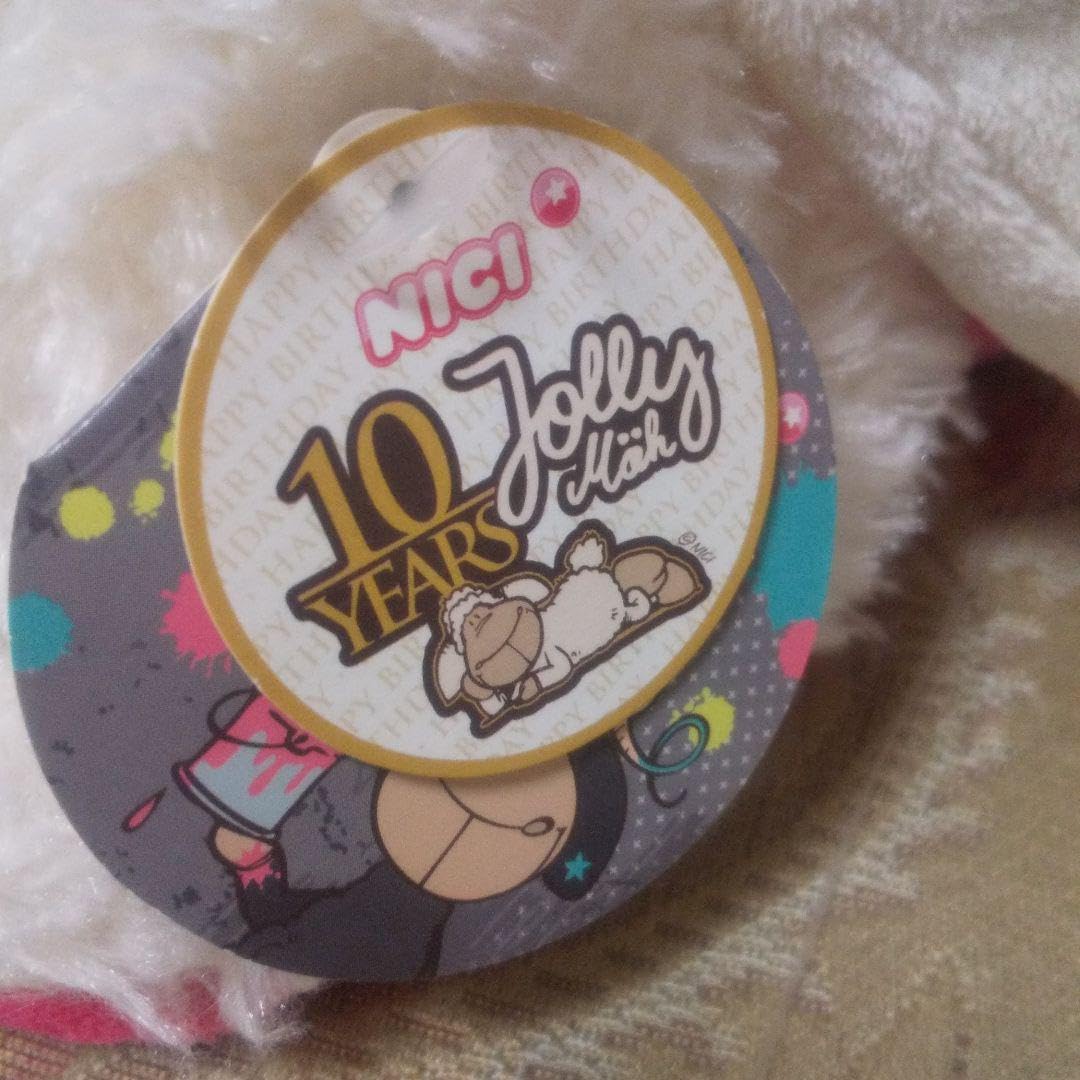 NICI
Jolly
Mäh
10
YEARS
©NICI
HAPPY BIRTHDAY